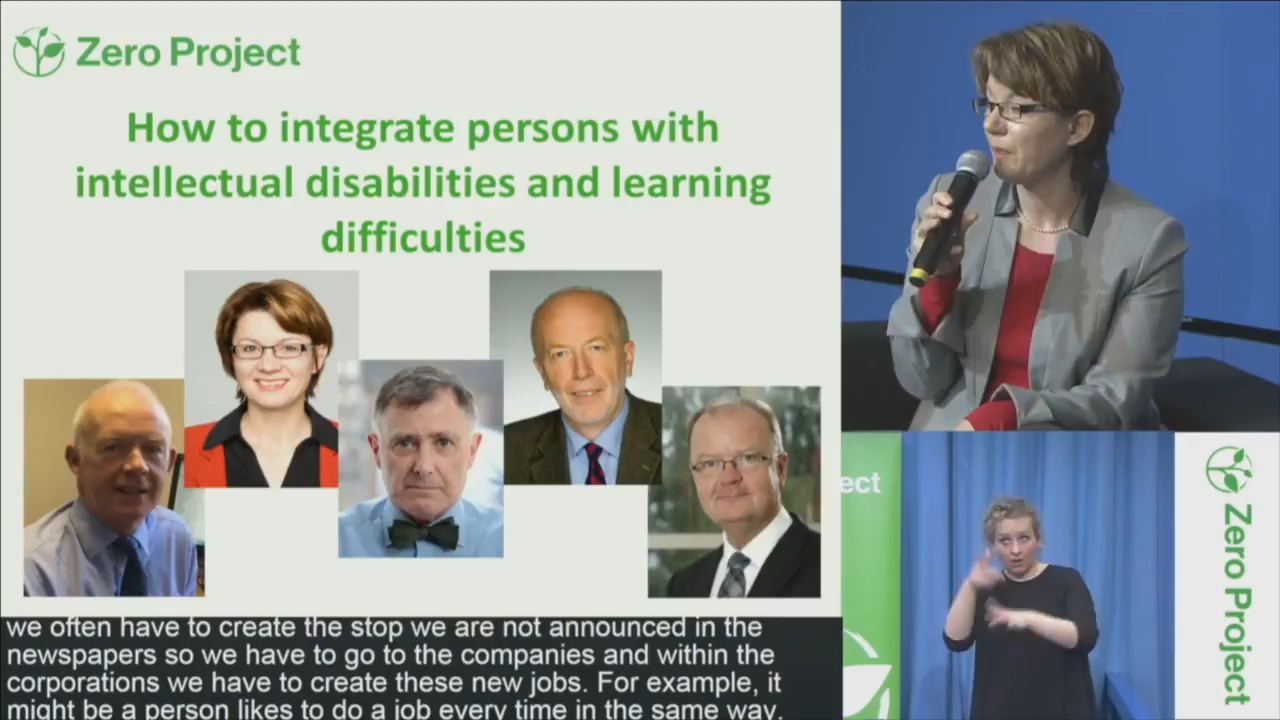 Zero Project
How to integrate persons with
intellectual disabilities and learning
difficulties
we often have to create the stop we are not announced in the
newspapers so we have to go to the companies and within the
corporations we have to create these new jobs. For example, it
might be a person likes to do a job every time in the same way.
ect
Zero Project